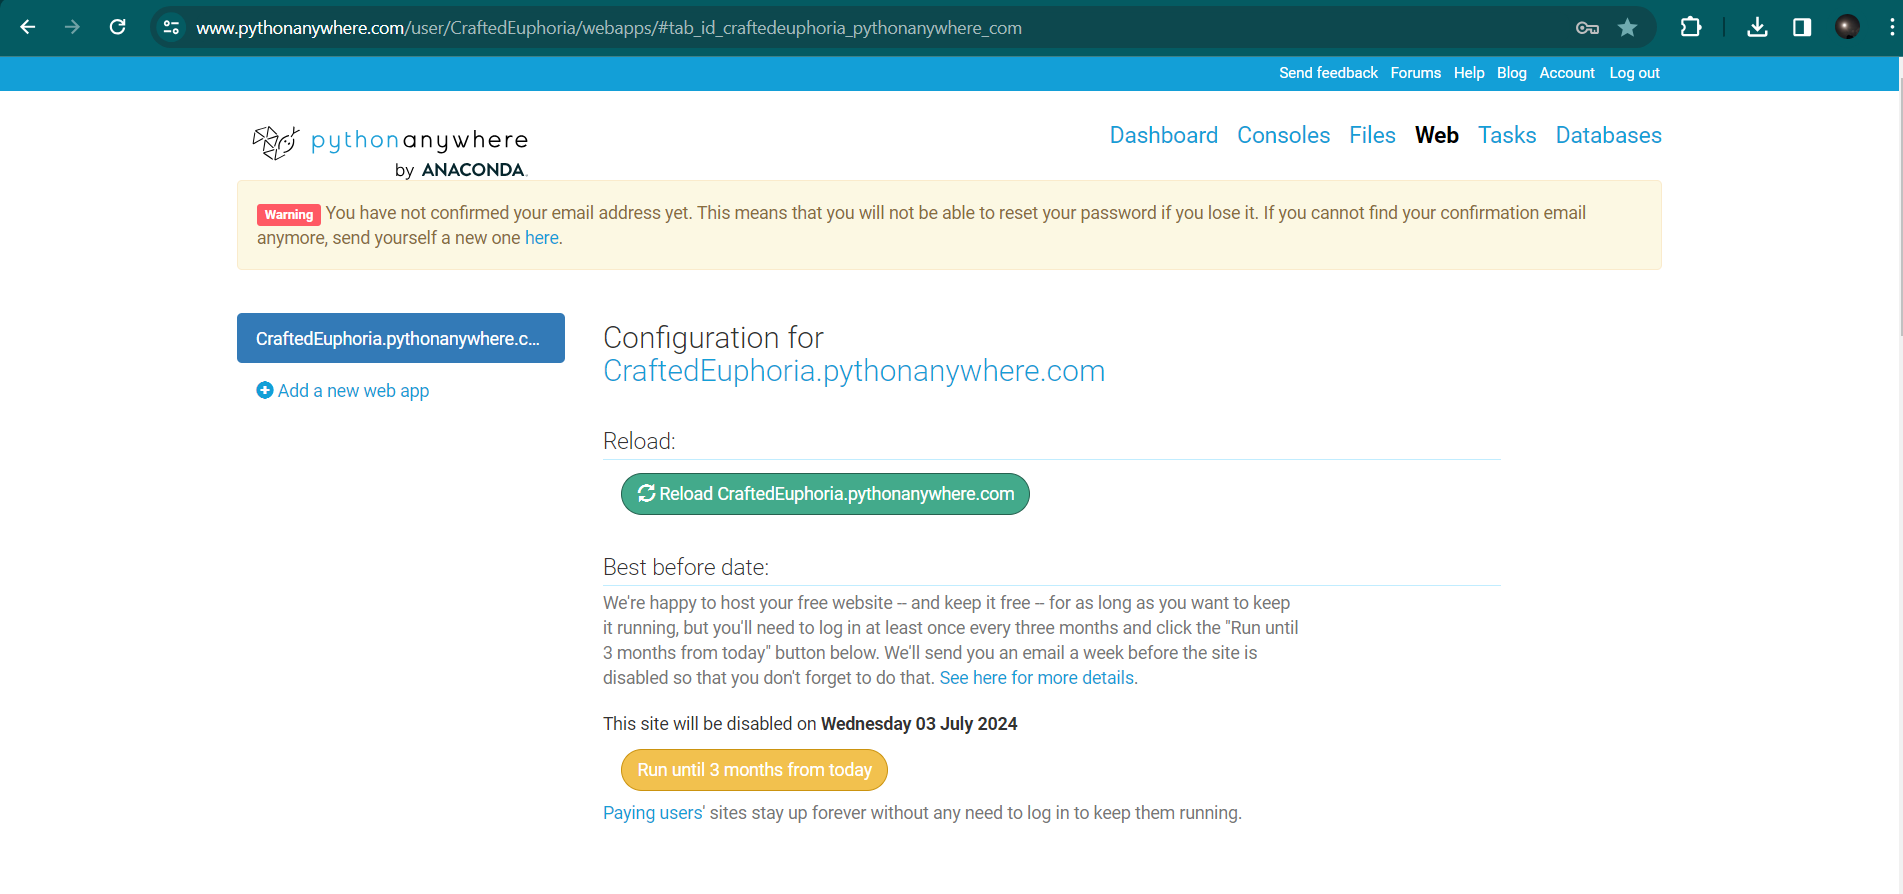 www.pythonanywhere.com/user/CraftedEuphoria/webapps/#tab_id_craftedeuphoria_pythonanywhere_com
Send feedback Forums Help Blog Account Log out
pythonanywhere
by ANACONDA.
Dashboard Consoles Files Web Tasks Databases
Warning You have not confirmed your email address yet. This means that you will not be able to reset your password if you lose it. If you cannot find your confirmation email
anymore, send yourself a new one here.
CraftedEuphoria.pythonanywhere.c...
Add a new web app
Configuration for
CraftedEuphoria.pythonanywhere.com
Reload:
Reload CraftedEuphoria.pythonanywhere.com
Best before date:
We're happy to host your free website -- and keep it free -- for as long as you want to keep
it running, but you'll need to log in at least once every three months and click the "Run until
3 months from today" button below. We'll send you an email a week before the site is
disabled so that you don't forget to do that. See here for more details.
This site will be disabled on Wednesday 03 July 2024
Run until 3 months from today
Paying users' sites stay up forever without any need to log in to keep them running.